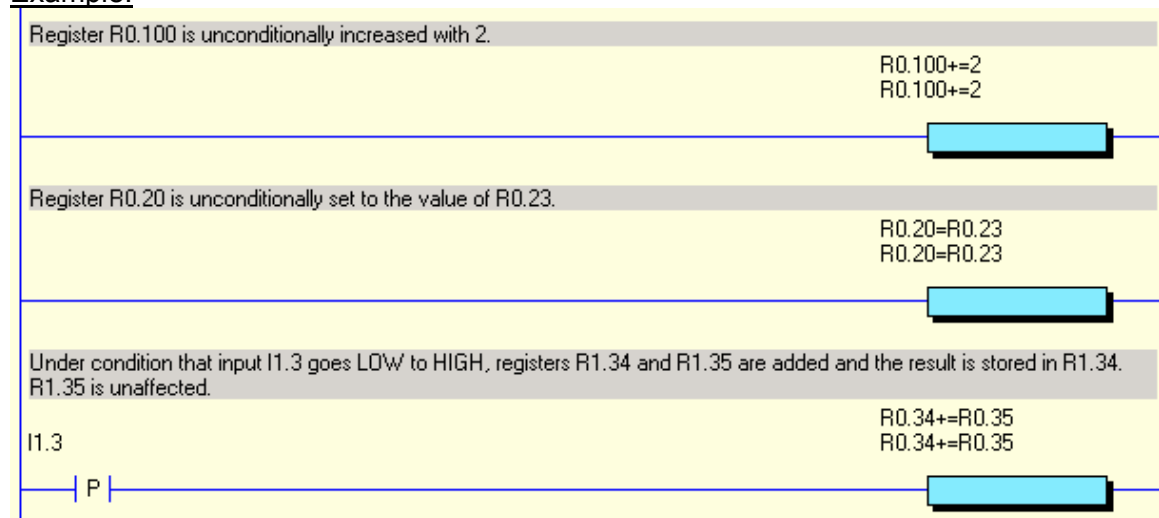 Example:
Register R0.100 is unconditionally increased with 2.
R0.100+=2
R0.100+=2
Register R0.20 is unconditionally set to the value of R0.23.
R0.20=R0.23
R0.20=R0.23
Under condition that input I1.3 goes LOW to HIGH, registers R1.34 and R1.35 are added and the result is stored in R1.34.
R1.35 is unaffected.
R0.34+=R0.35
I1.3 R0.34+=R0.35
P